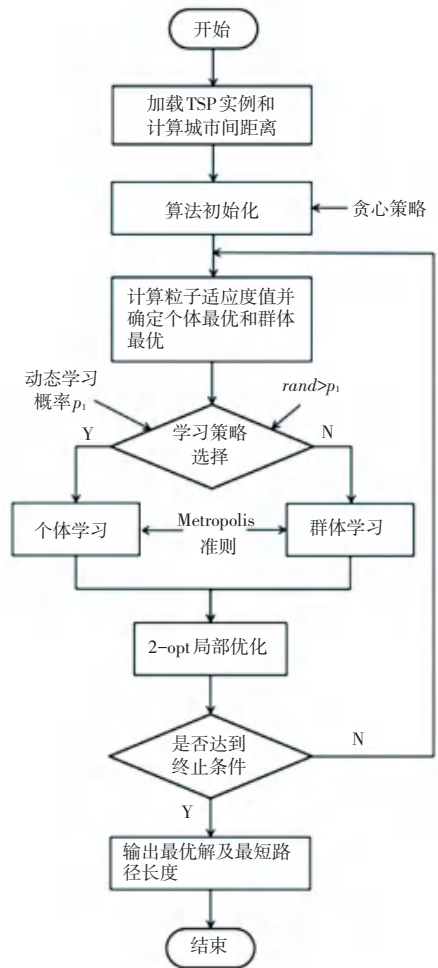 开始
加载TSP实例和
计算城市间距离
算法初始化
贪心策略
计算粒子适应度值并
确定个体最优和群体
最优
动态学习
概率p₁
rand>p₁
Y
学习策略
选择
N
个体学习
Metropolis
准则
群体学习
2-opt局部优化
是否达到
终止条件
N
Y
输出最优解及最短路
径长度
结束